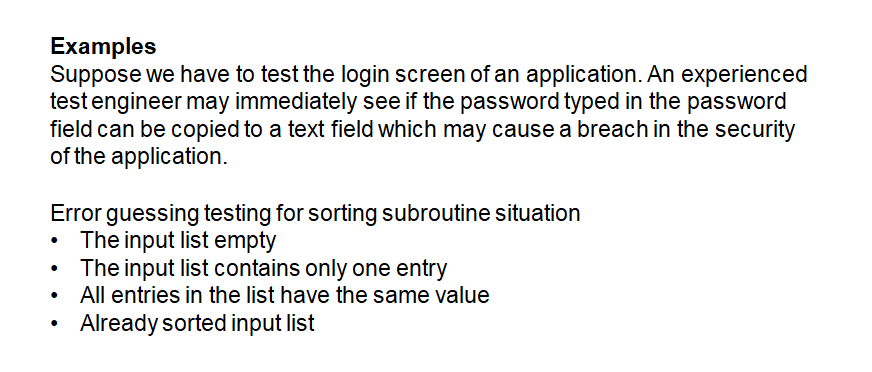 Examples
Suppose we have to test the login screen of an application. An experienced
test engineer may immediately see if the password typed in the password
field can be copied to a text field which may cause a breach in the security
of the application.
Error guessing testing for sorting subroutine situation
• The input list empty
• The input list contains only one entry
• All entries in the list have the same value
• Already sorted input list